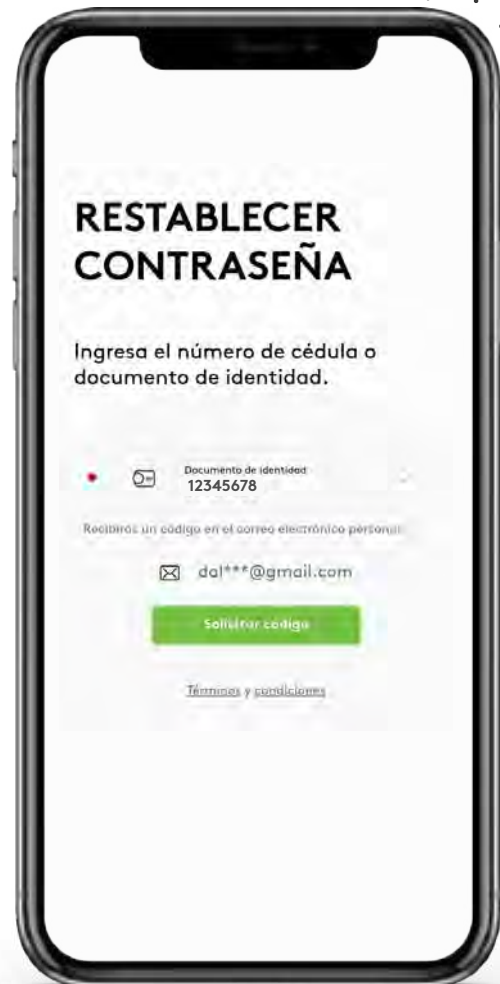 RESTABLECER
CONTRASEÑA
Ingresa el número de cédula o
documento de identidad.
Documento de identidad
12345678
Recibirás un código en el correo electrónico personal
dal***@gmail.com
Solicitar código
Términos y condiciones